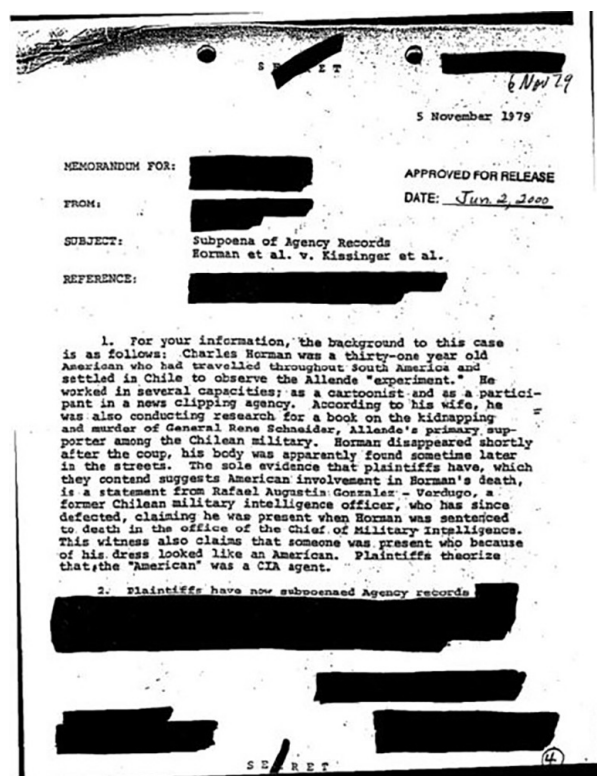 SECRET
6 Nov 79
5 November 1979
MEMORANDUM FOR:
APPROVED FOR RELEASE
FROM:
DATE: Jun. 2, 2000
SUBJECT: Subpoena of Agency Records
Horman et al. v. Kissinger et al.
REFERENCE:
1. For your information, the background to this case
is as follows: Charles Horman was a thirty-one year old
American who had travelled throughout South America and
settled in Chile to observe the Allende "experiment." He
worked in several capacities; as a cartoonist and as a partici-
pant in a news clipping agency. According to his wife, he
was also conducting research for a book on the kidnapping
and murder of General Rene Schneider, Allende's primary sup-
porter among the Chilean military. Horman disappeared shortly
after the coup, his body was apparently found sometime later
in the streets. The sole evidence that plaintiffs have, which
they contend suggests American involvement in Horman's death,
is a statement from Rafael Augustin Gonzalez - Verdugo, a
former Chilean military intelligence officer, who has since
defected, claiming he was present when Horman was sentenced
to death in the office of the Chief of Military Intelligence.
This witness also claims that someone was present who because
of his dress looked like an American. Plaintiffs theorize
that the "American" was a CIA agent.
2. Plaintiffs have now subpoenaed Agency records
SECRET
4